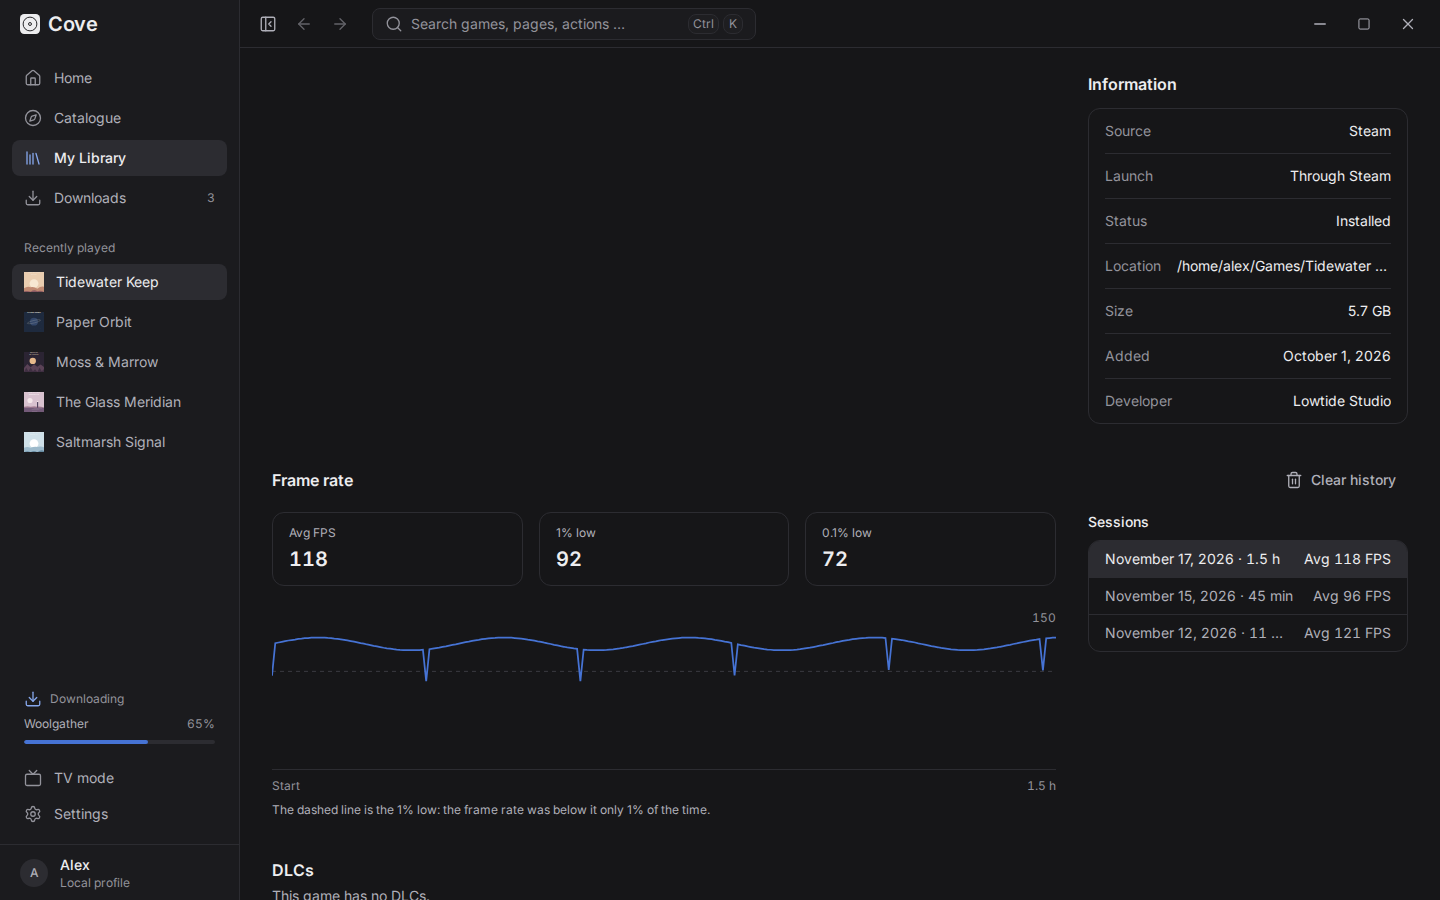 Cove
Search games, pages, actions ...
Ctrl
K
Home
Catalogue
My Library
Downloads
3
Recently played
Tidewater Keep
Paper Orbit
Moss & Marrow
The Glass Meridian
Saltmarsh Signal
Downloading
Woolgather
65%
TV mode
Settings
A
Alex
Local profile
Information
Source
Steam
Launch
Through Steam
Status
Installed
Location
/home/alex/Games/Tidewater ...
Size
5.7 GB
Added
October 1, 2026
Developer
Lowtide Studio
Frame rate
Clear history
Avg FPS
118
1% low
92
0.1% low
72
150
Start
1.5 h
The dashed line is the 1% low: the frame rate was below it only 1% of the time.
Sessions
November 17, 2026 · 1.5 h
Avg 118 FPS
November 15, 2026 · 45 min
Avg 96 FPS
November 12, 2026 · 11 ...
Avg 121 FPS
DLCs
This game has no DLCs.